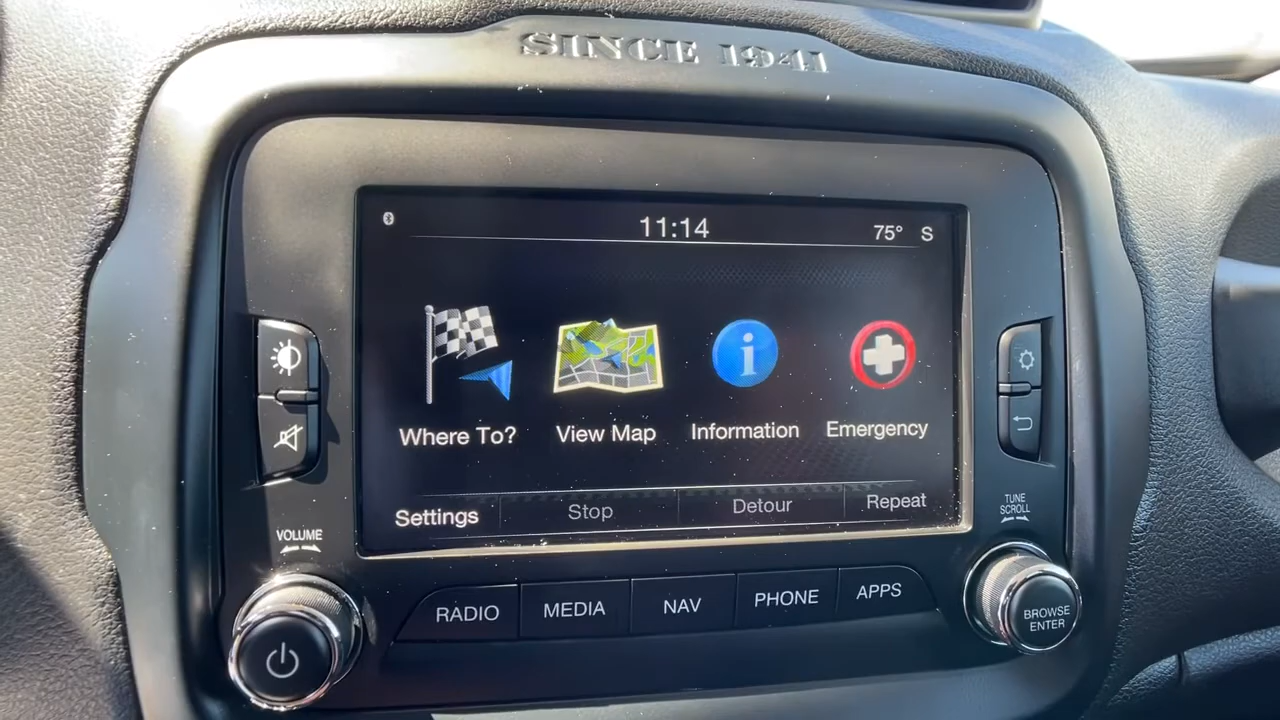 SINCE 1941
11:14
75° S
Where To?
View Map
Information
Emergency
Settings
Stop
Detour
Repeat
VOLUME
TUNE
SCROLL
RADIO
MEDIA
NAV
PHONE
APPS
BROWSE
ENTER